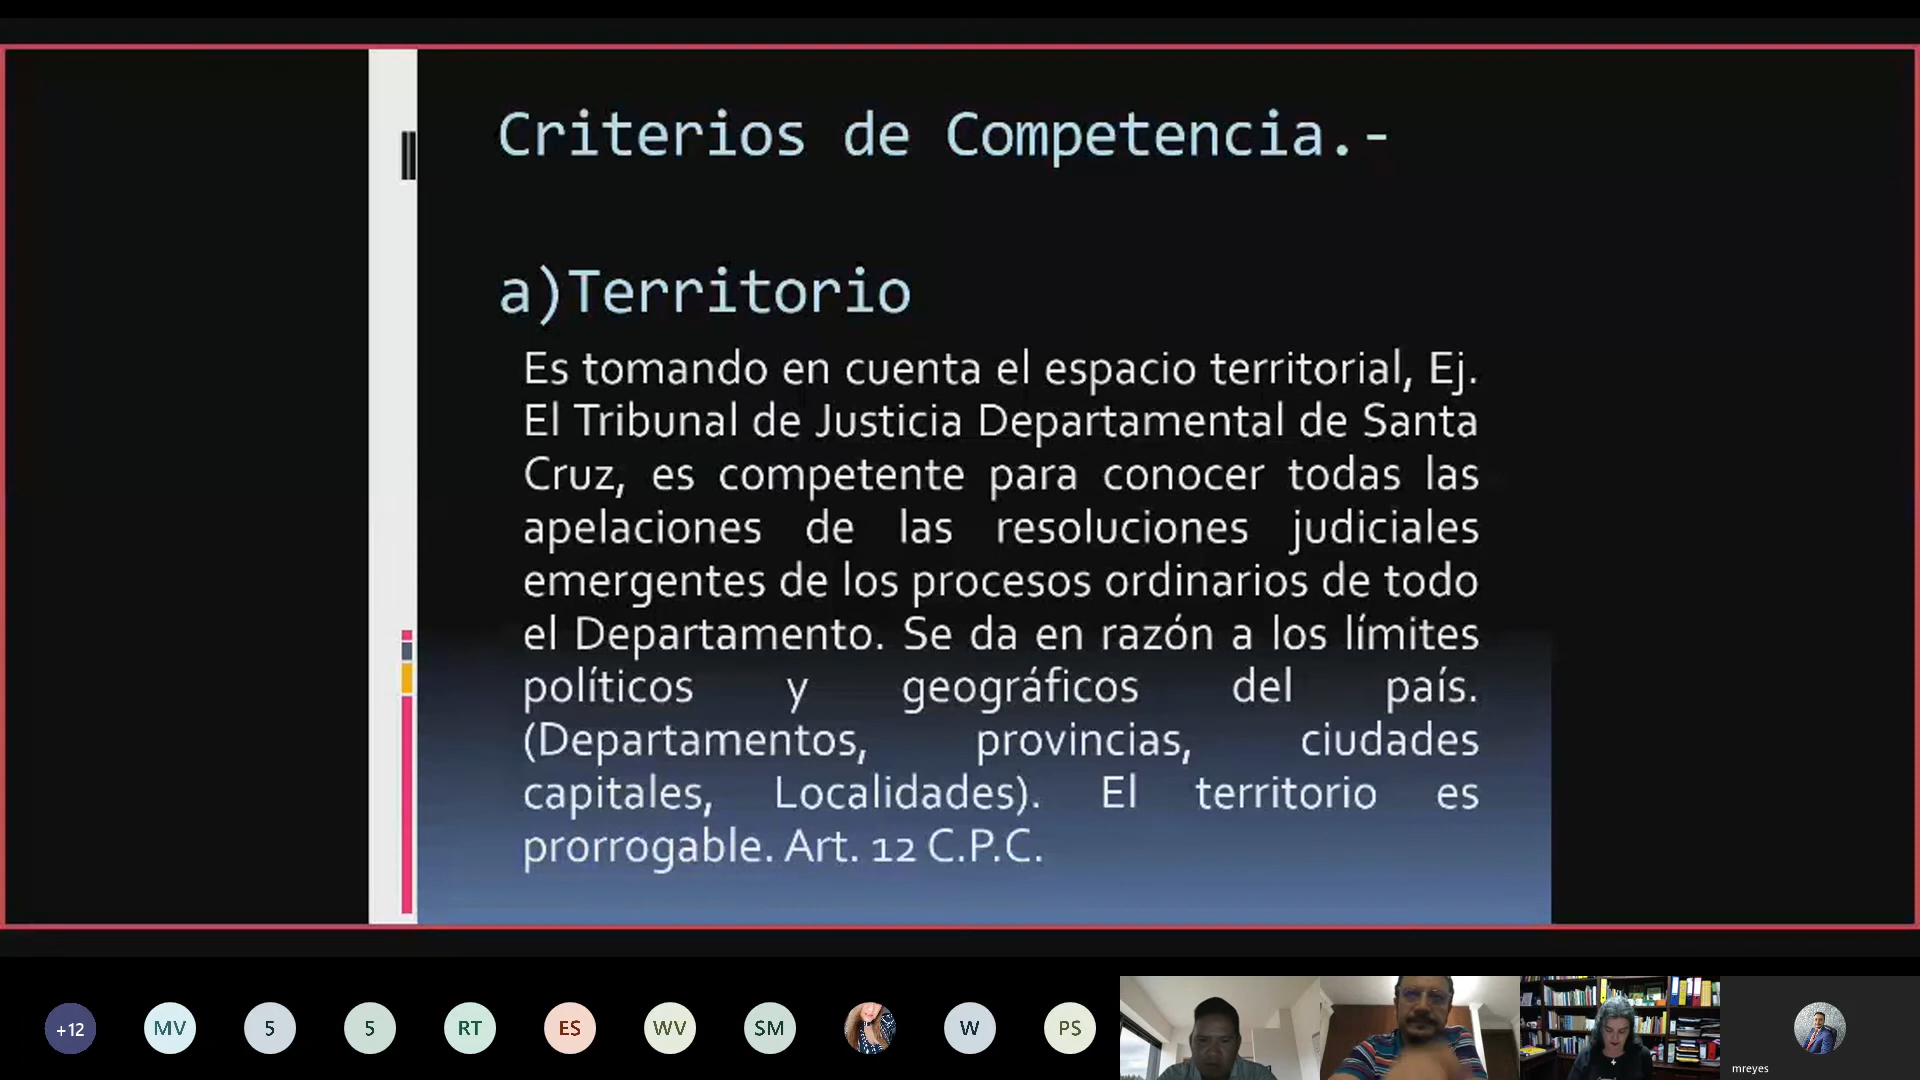 Criterios de Competencia.-
a)Territorio
Es tomando en cuenta el espacio territorial, Ej.
El Tribunal de Justicia Departamental de Santa
Cruz, es competente para conocer todas las
apelaciones de las resoluciones judiciales
emergentes de los procesos ordinarios de todo
el Departamento. Se da en razón a los límites
políticos y geográficos del país.
(Departamentos, provincias, ciudades
capitales, Localidades). El territorio es
prorrogable. Art. 12 C.P.C.
+12 MV 5 5 RT ES WV SM W PS
mreyes